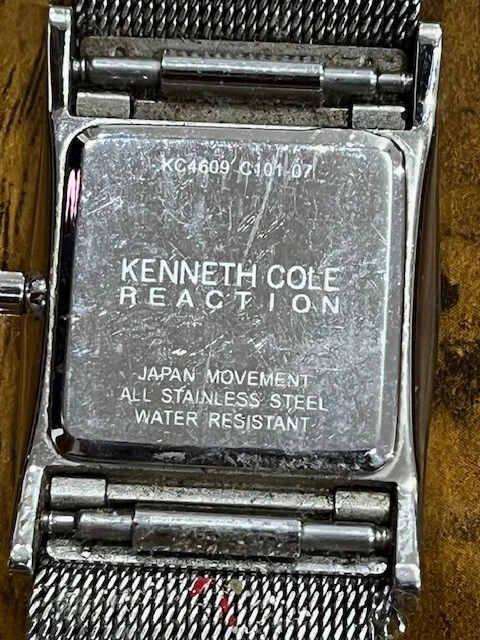 KC4609 C101 07
KENNETH COLE
REACTION
JAPAN MOVEMENT
ALL STAINLESS STEEL
WATER RESISTANT